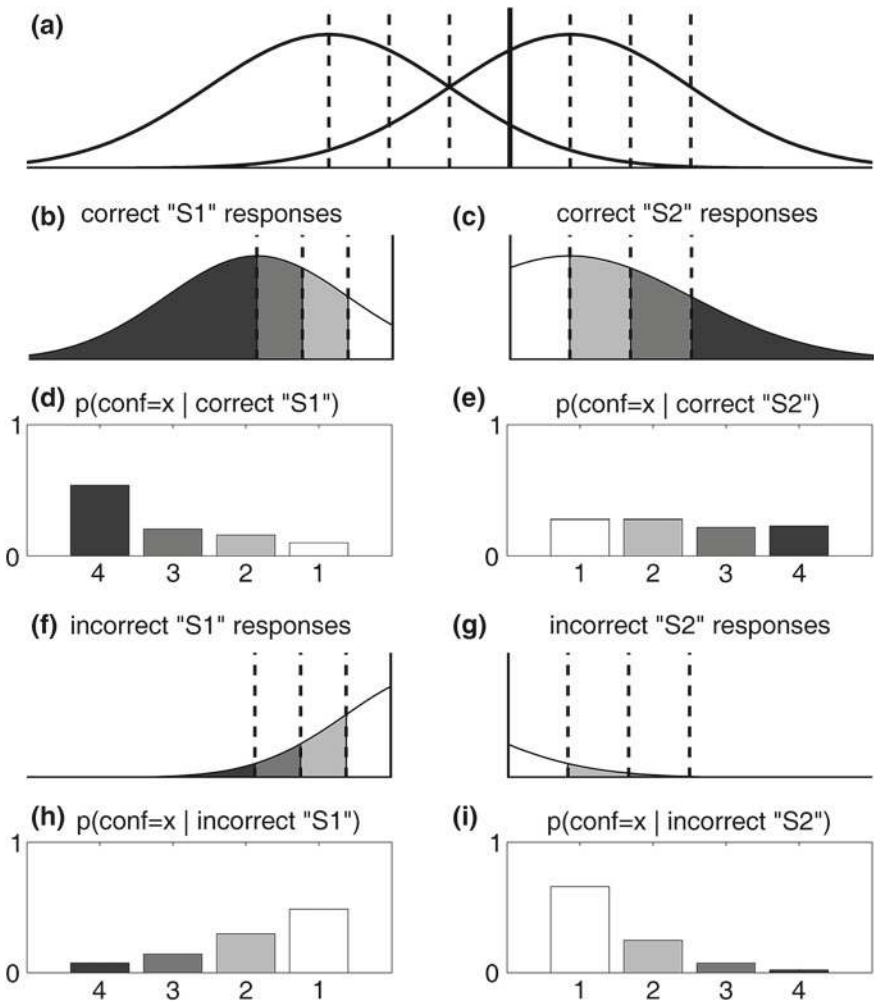 (a)
(b) correct "S1" responses
(c) correct "S2" responses
(d) p(conf=x | correct "S1")
1
0
4 3 2 1
(e) p(conf=x | correct "S2")
1
0
1 2 3 4
(f) incorrect "S1" responses
(g) incorrect "S2" responses
(h) p(conf=x | incorrect "S1")
1
0
4 3 2 1
(i) p(conf=x | incorrect "S2")
1
0
1 2 3 4